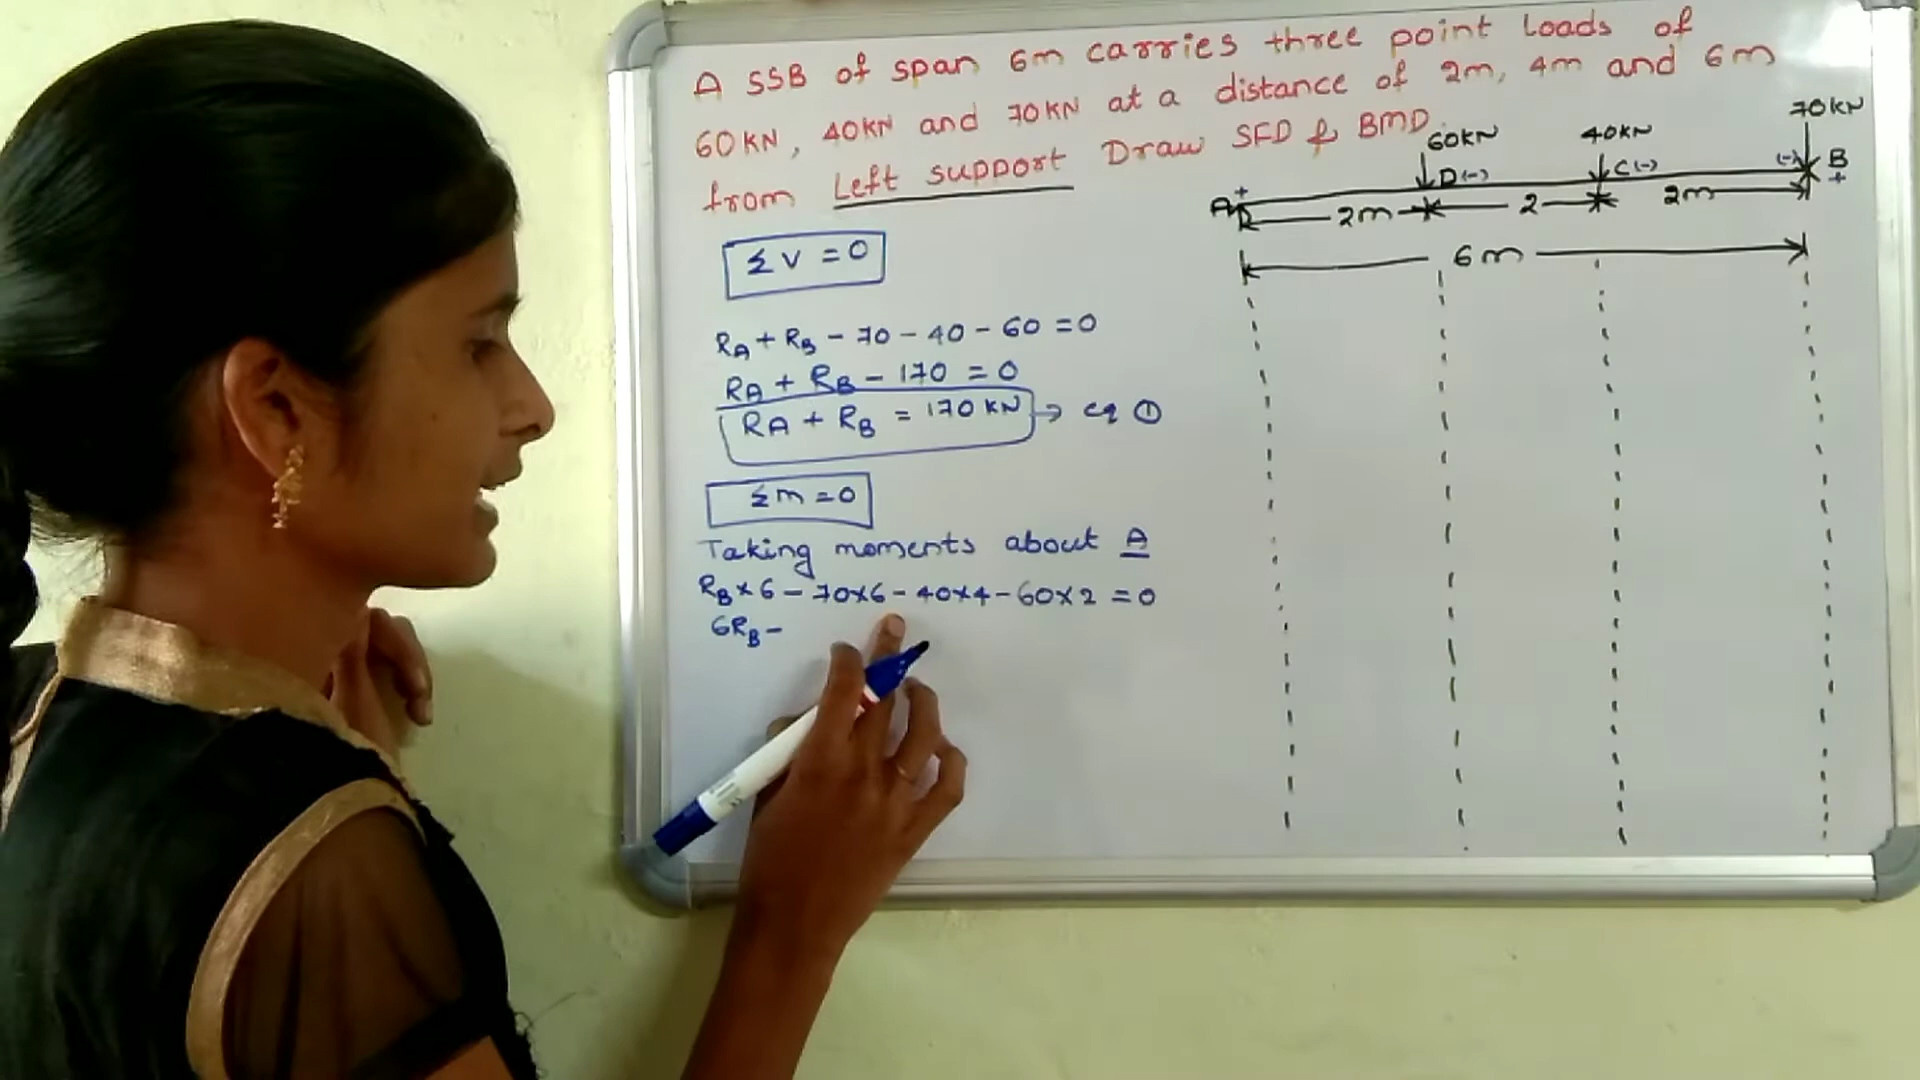 A SSB of span 6m carries three point loads of
60KN, 40KN and 70KN at a distance of 2m, 4m and 6m
from Left support Draw SFD & BMD.
70KN
60KN
40KN
A
+
D(-)
C(-)
(-)
B
+
2m
2
2m
6m
ΣV=0
RA+RB-70-40-60=0
RA+RB-170=0
RA+RB=170KN → eq ①
Σm=0
Taking moments about A
RB×6-70×6-40×4-60×2=0
6RB-